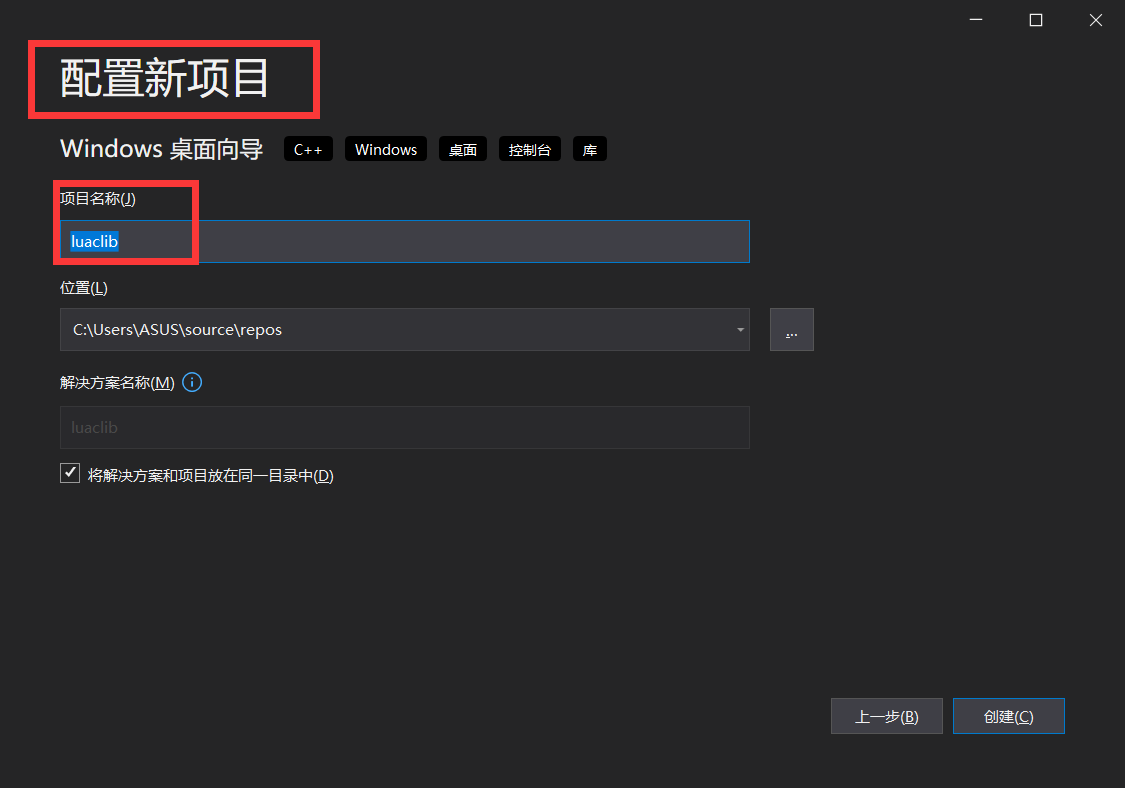 配置新项目
Windows 桌面向导 C++ Windows 桌面 控制台 库
项目名称(J)
luaclib
位置(L)
C:\Users\ASUS\source\repos
...
解决方案名称(M)
luaclib
将解决方案和项目放在同一目录中(D)
上一步(B) 创建(C)